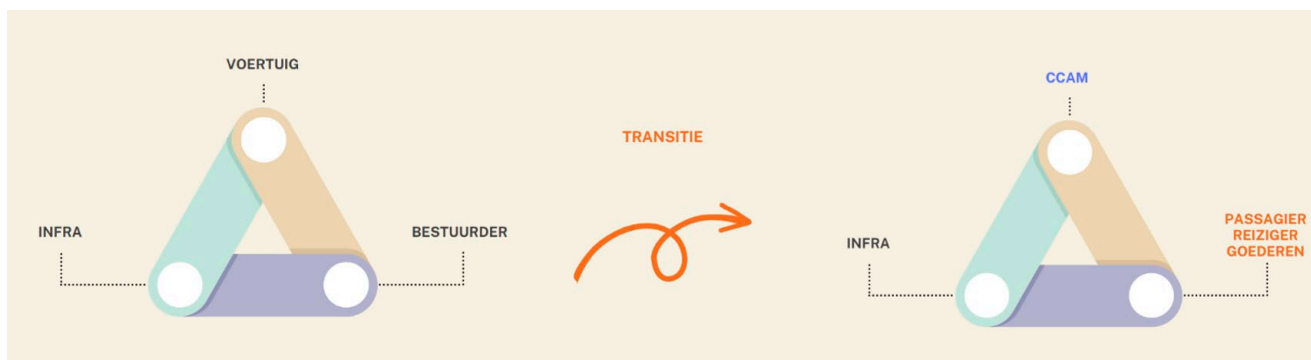 VOERTUIG
INFRA
BESTUURDER
TRANSITIE
CCAM
INFRA
PASSAGIER
REIZIGER
GOEDEREN